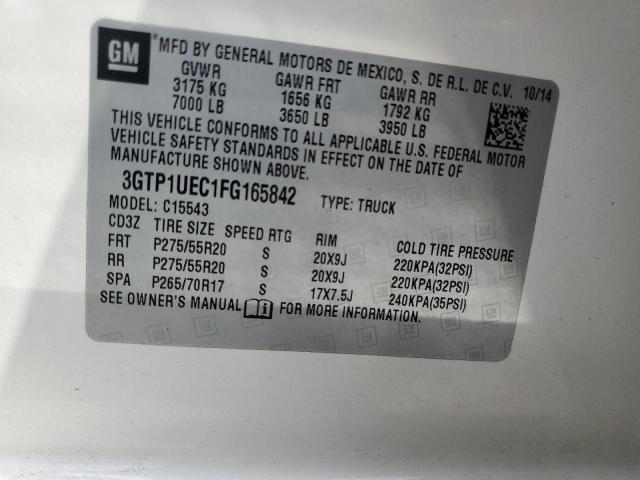 GM
*MFD BY GENERAL MOTORS DE MEXICO, S. DE R.L. DE C.V. 10/14
GVWR GAWR FRT GAWR RR
3175 KG 1656 KG 1792 KG
7000 LB 3650 LB 3950 LB
THIS VEHICLE CONFORMS TO ALL APPLICABLE U.S. FEDERAL MOTOR
VEHICLE SAFETY STANDARDS IN EFFECT ON THE DATE OF
MANUFACTURE SHOWN ABOVE.
3GTP1UEC1FG165842 TYPE: TRUCK
MODEL: C15543
CD3Z TIRE SIZE SPEED RTG RIM COLD TIRE PRESSURE
FRT P275/55R20 S 20X9J 220KPA(32PSI)
RR P275/55R20 S 20X9J 220KPA(32PSI)
SPA P265/70R17 S 17X7.5J 240KPA(35PSI)
SEE OWNER'S MANUAL i FOR MORE INFORMATION.